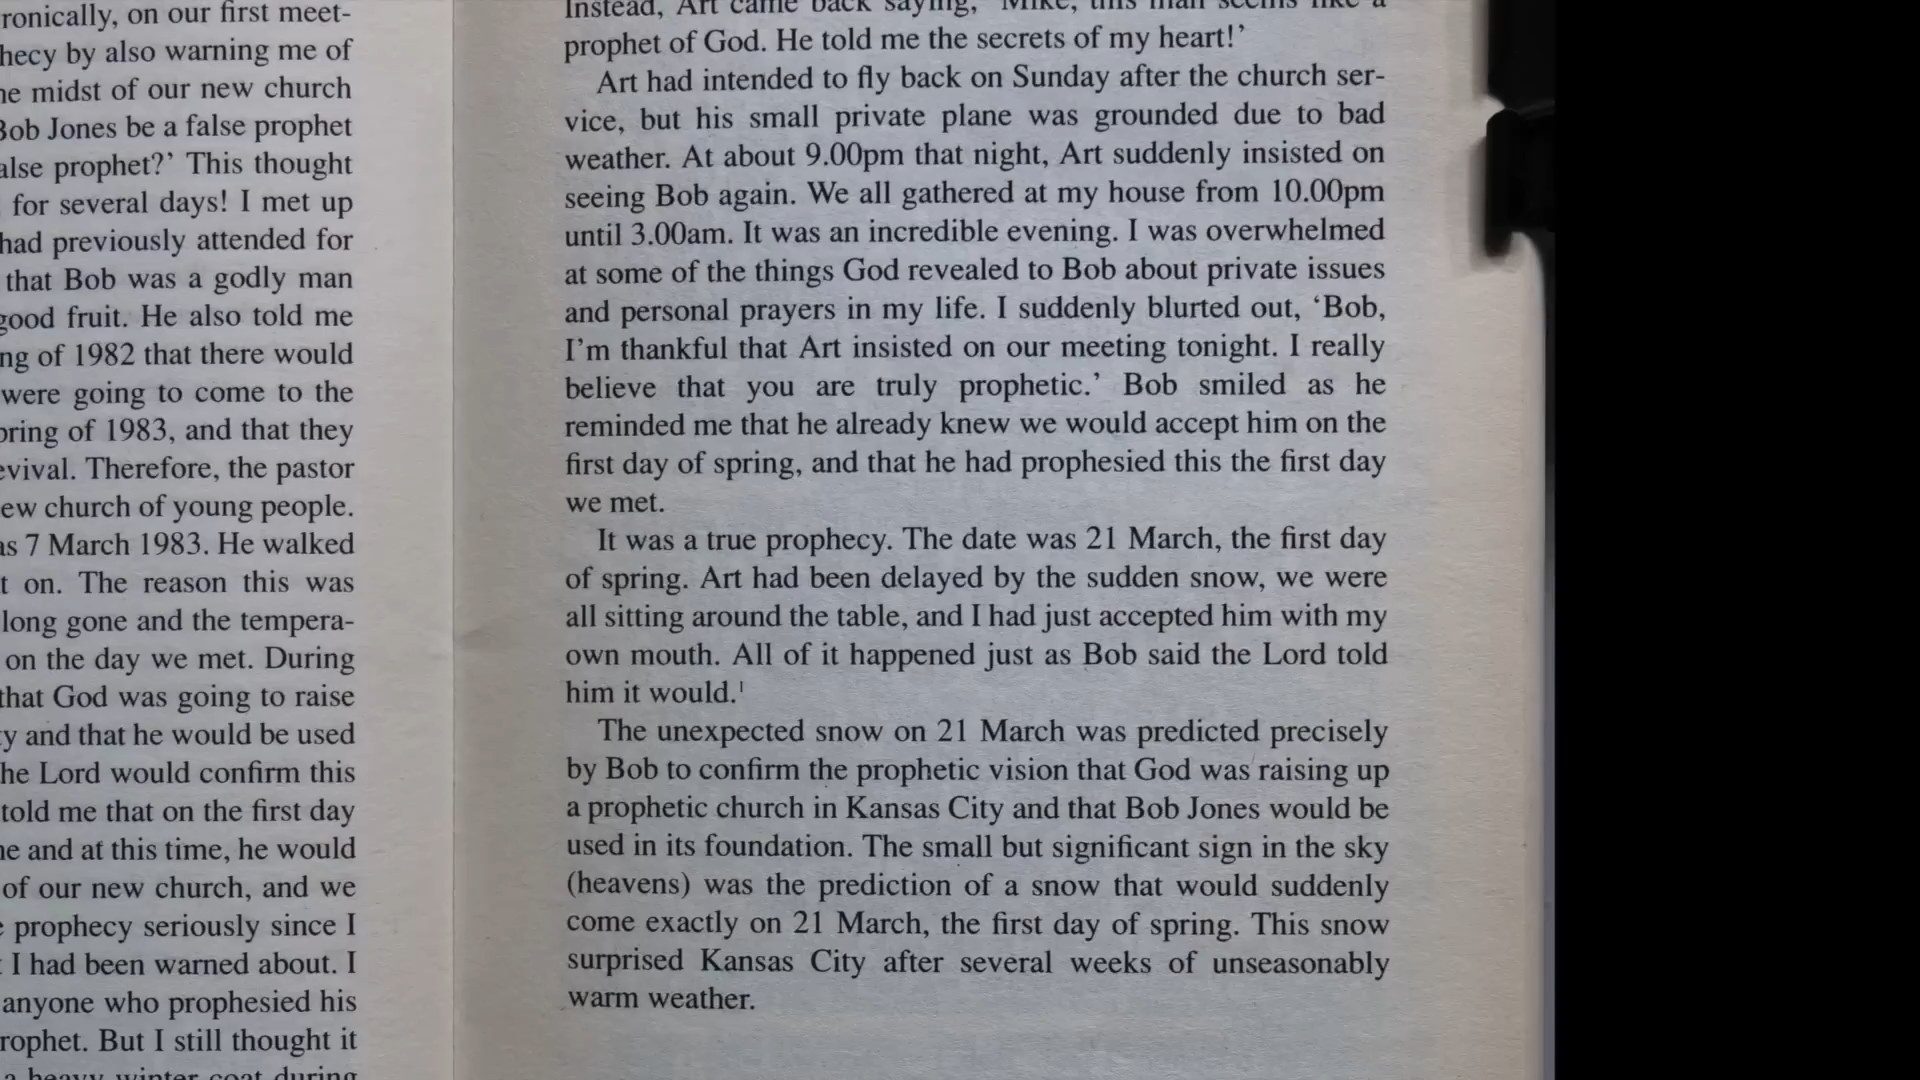 ronically, on our first meet-
hecy by also warning me of
he midst of our new church
Bob Jones be a false prophet
alse prophet?’ This thought
for several days! I met up
had previously attended for
that Bob was a godly man
good fruit. He also told me
ng of 1982 that there would
were going to come to the
pring of 1983, and that they
evival. Therefore, the pastor
ew church of young people.
as 7 March 1983. He walked
t on. The reason this was
long gone and the tempera-
on the day we met. During
that God was going to raise
y and that he would be used
he Lord would confirm this
told me that on the first day
ne and at this time, he would
of our new church, and we
e prophecy seriously since I
t I had been warned about. I
anyone who prophesied his
rophet. But I still thought it
a heavy winter coat during
Instead, Art came back saying, ‘Mike, this man seems like a
prophet of God. He told me the secrets of my heart!’
Art had intended to fly back on Sunday after the church ser-
vice, but his small private plane was grounded due to bad
weather. At about 9.00pm that night, Art suddenly insisted on
seeing Bob again. We all gathered at my house from 10.00pm
until 3.00am. It was an incredible evening. I was overwhelmed
at some of the things God revealed to Bob about private issues
and personal prayers in my life. I suddenly blurted out, ‘Bob,
I’m thankful that Art insisted on our meeting tonight. I really
believe that you are truly prophetic.’ Bob smiled as he
reminded me that he already knew we would accept him on the
first day of spring, and that he had prophesied this the first day
we met.
It was a true prophecy. The date was 21 March, the first day
of spring. Art had been delayed by the sudden snow, we were
all sitting around the table, and I had just accepted him with my
own mouth. All of it happened just as Bob said the Lord told
him it would.¹
The unexpected snow on 21 March was predicted precisely
by Bob to confirm the prophetic vision that God was raising up
a prophetic church in Kansas City and that Bob Jones would be
used in its foundation. The small but significant sign in the sky
(heavens) was the prediction of a snow that would suddenly
come exactly on 21 March, the first day of spring. This snow
surprised Kansas City after several weeks of unseasonably
warm weather.